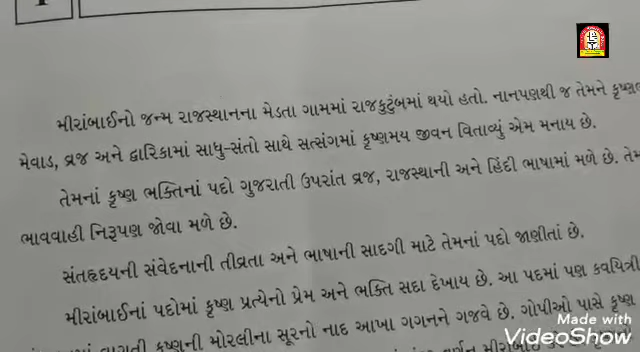 મીરાંબાઈનો જન્મ રાજસ્થાનના મેડતા ગામમાં રાજકુટુંબમાં થયો હતો. નાનપણથી જ તેમને
મેવાડ, વ્રજ અને દ્વારિકામાં સાધુ-સંતો સાથે સત્સંગમાં કૃષ્ણમય જીવન વિતાવ્યું એમ મનાય છે.
તેમનાં કૃષ્ણ ભક્તિનાં પદો ગુજરાતી ઉપરાંત વ્રજ, રાજસ્થાની અને હિંદી ભાષામાં મળે છે.
ભાવવાહી નિરૂપણ જોવા મળે છે.
સંતહૃદયની સંવેદનાની તીવ્રતા અને ભાષાની સાદગી માટે તેમનાં પદો જાણીતાં છે.
મીરાંબાઈનાં પદોમાં કૃષ્ણ પ્રત્યેનો પ્રેમ અને ભક્તિ સદા દેખાય છે. આ પદમાં પણ કવયિત્રી
વાગતી કૃષ્ણની મોરલીના સૂરનો નાદ આખા ગગનને ગજવે છે. ગોપીઓ પાસે કૃષ્ણ
Made with
VideoShow